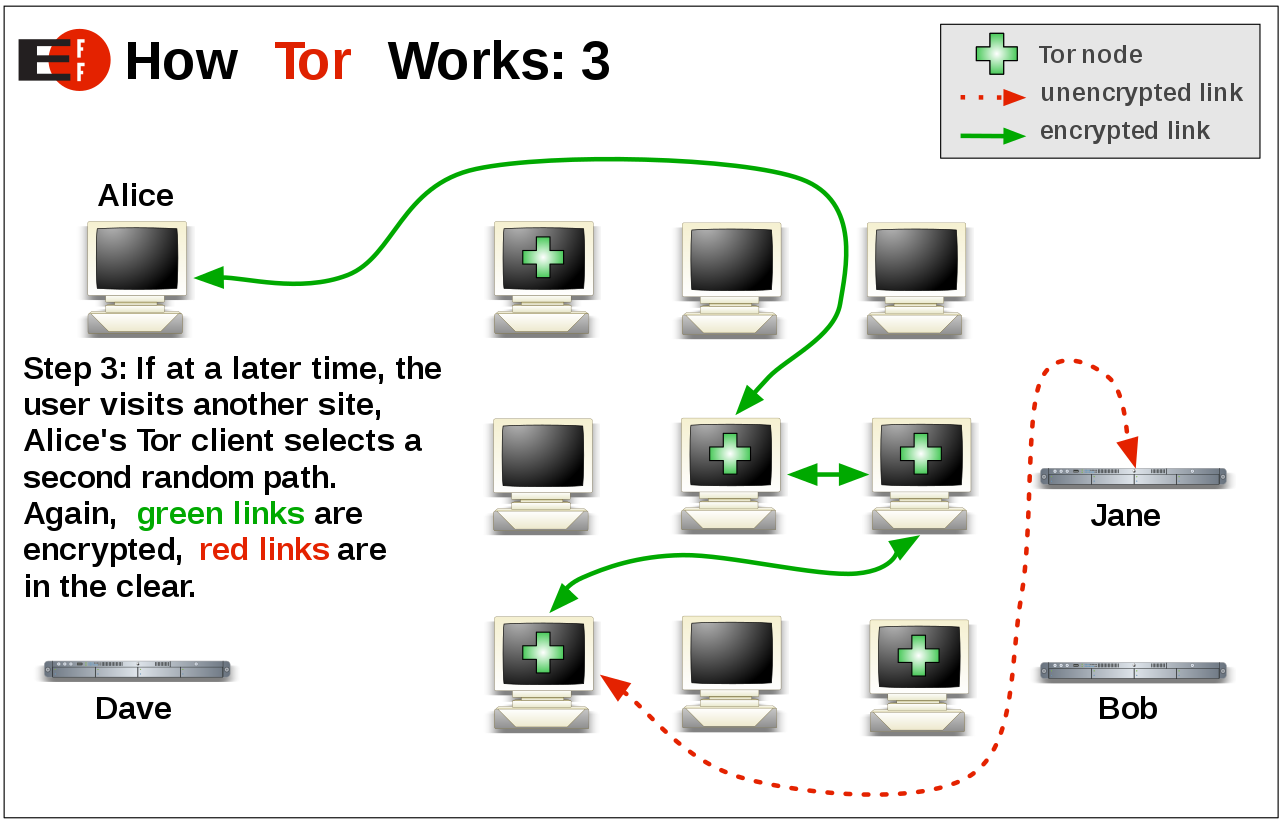 EFF How Tor Works: 3
Tor node
unencrypted link
encrypted link
Alice
Step 3: If at a later time, the
user visits another site,
Alice's Tor client selects a
second random path.
Again, green links are
encrypted, red links are
in the clear.
Jane
Dave
Bob